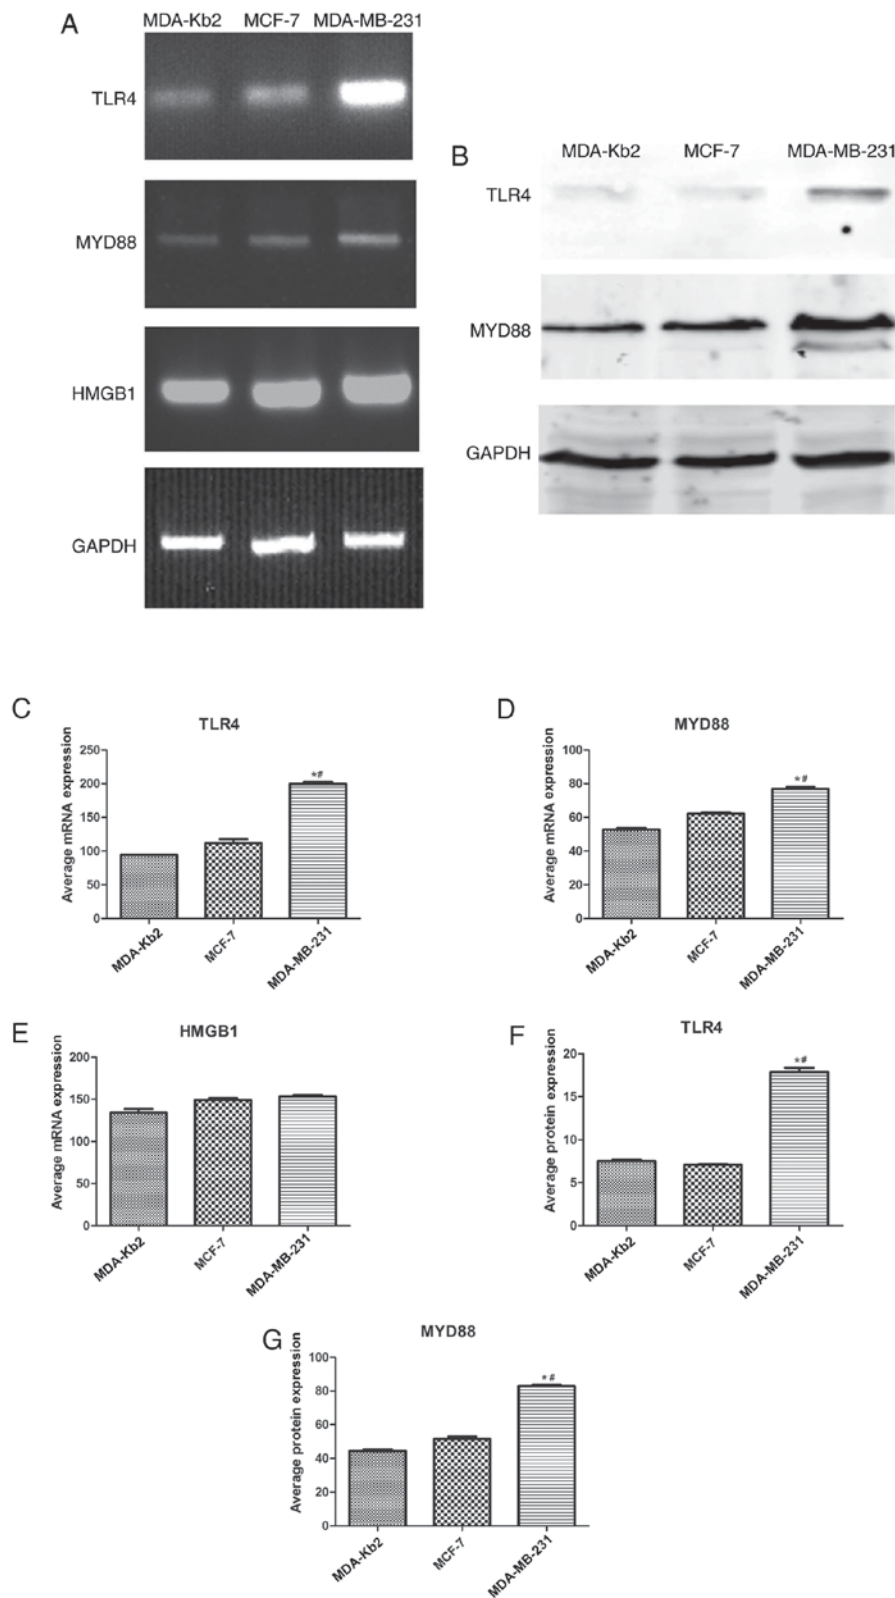 A
MDA-Kb2 MCF-7 MDA-MB-231
TLR4
MYD88
HMGB1
GAPDH
B
MDA-Kb2 MCF-7 MDA-MB-231
TLR4
MYD88
GAPDH
C
TLR4
Average mRNA expression
250
200
150
100
50
0
*#
MDA-Kb2
MCF-7
MDA-MB-231
D
MYD88
Average mRNA expression
100
80
60
40
20
0
*#
MDA-Kb2
MCF-7
MDA-MB-231
E
HMGB1
Average mRNA expression
200
150
100
50
0
MDA-Kb2
MCF-7
MDA-MB-231
F
TLR4
Average protein expression
20
15
10
5
0
*#
MDA-Kb2
MCF-7
MDA-MB-231
G
MYD88
Average protein expression
100
80
60
40
20
0
*#
MDA-Kb2
MCF-7
MDA-MB-231